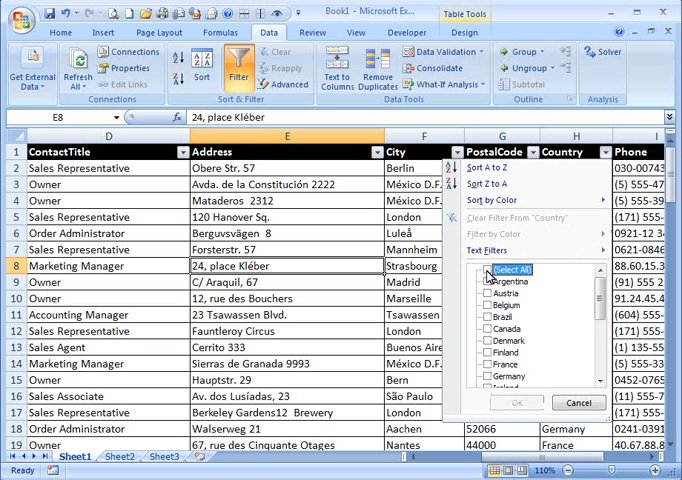 Book1 - Microsoft Ex...
Table Tools
Home Insert Page Layout Formulas Data Review View Developer Design
Get External Data
Refresh All
Connections
Properties
Edit Links
Connections
Sort
Filter
Clear
Reapply
Advanced
Sort & Filter
Text to Columns
Remove Duplicates
Data Validation
Consolidate
What-If Analysis
Data Tools
Group
Ungroup
Subtotal
Outline
Solver
Analysis
E8 fx 24, place Kléber
D E F G H I
1 ContactTitle Address City PostalCode Country Phone
2 Sales Representative Obere Str. 57 Berlin 030-00743
3 Owner Avda. de la Constitución 2222 México D.F. (5) 555-47
4 Owner Mataderos 2312 México D.F. (5) 555-39
5 Sales Representative 120 Hanover Sq. London (171) 555-
6 Order Administrator Berguvsvägen 8 Luleå 0921-12 3
7 Sales Representative Forsterstr. 57 Mannheim 0621-0846
8 Marketing Manager 24, place Kléber Strasbourg 88.60.15.3
9 Owner C/ Araquil, 67 Madrid (91) 555 2
10 Owner 12, rue des Bouchers Marseille 91.24.45.4
11 Accounting Manager 23 Tsawassen Blvd. Tsawassen (604) 555-
12 Sales Representative Fauntleroy Circus London (171) 555-
13 Sales Agent Cerrito 333 Buenos Aires (1) 135-55
14 Marketing Manager Sierras de Granada 9993 México D.F. (5) 555-33
15 Owner Hauptstr. 29 Bern 0452-0765
16 Sales Associate Av. dos Lusíadas, 23 São Paulo (11) 555-7
17 Sales Representative Berkeley Gardens12 Brewery London (171) 555-
18 Order Administrator Walserweg 21 Aachen 52066 Germany 0241-0391
19 Owner 67, rue des Cinquante Otages Nantes 44000 France 40.67.88.8
Sort A to Z
Sort Z to A
Sort by Color
Clear Filter From "Country"
Filter by Color
Text Filters
(Select All)
Argentina
Austria
Belgium
Brazil
Canada
Denmark
Finland
France
Germany
Ireland
OK Cancel
Sheet1 Sheet2 Sheet3
Ready 110%